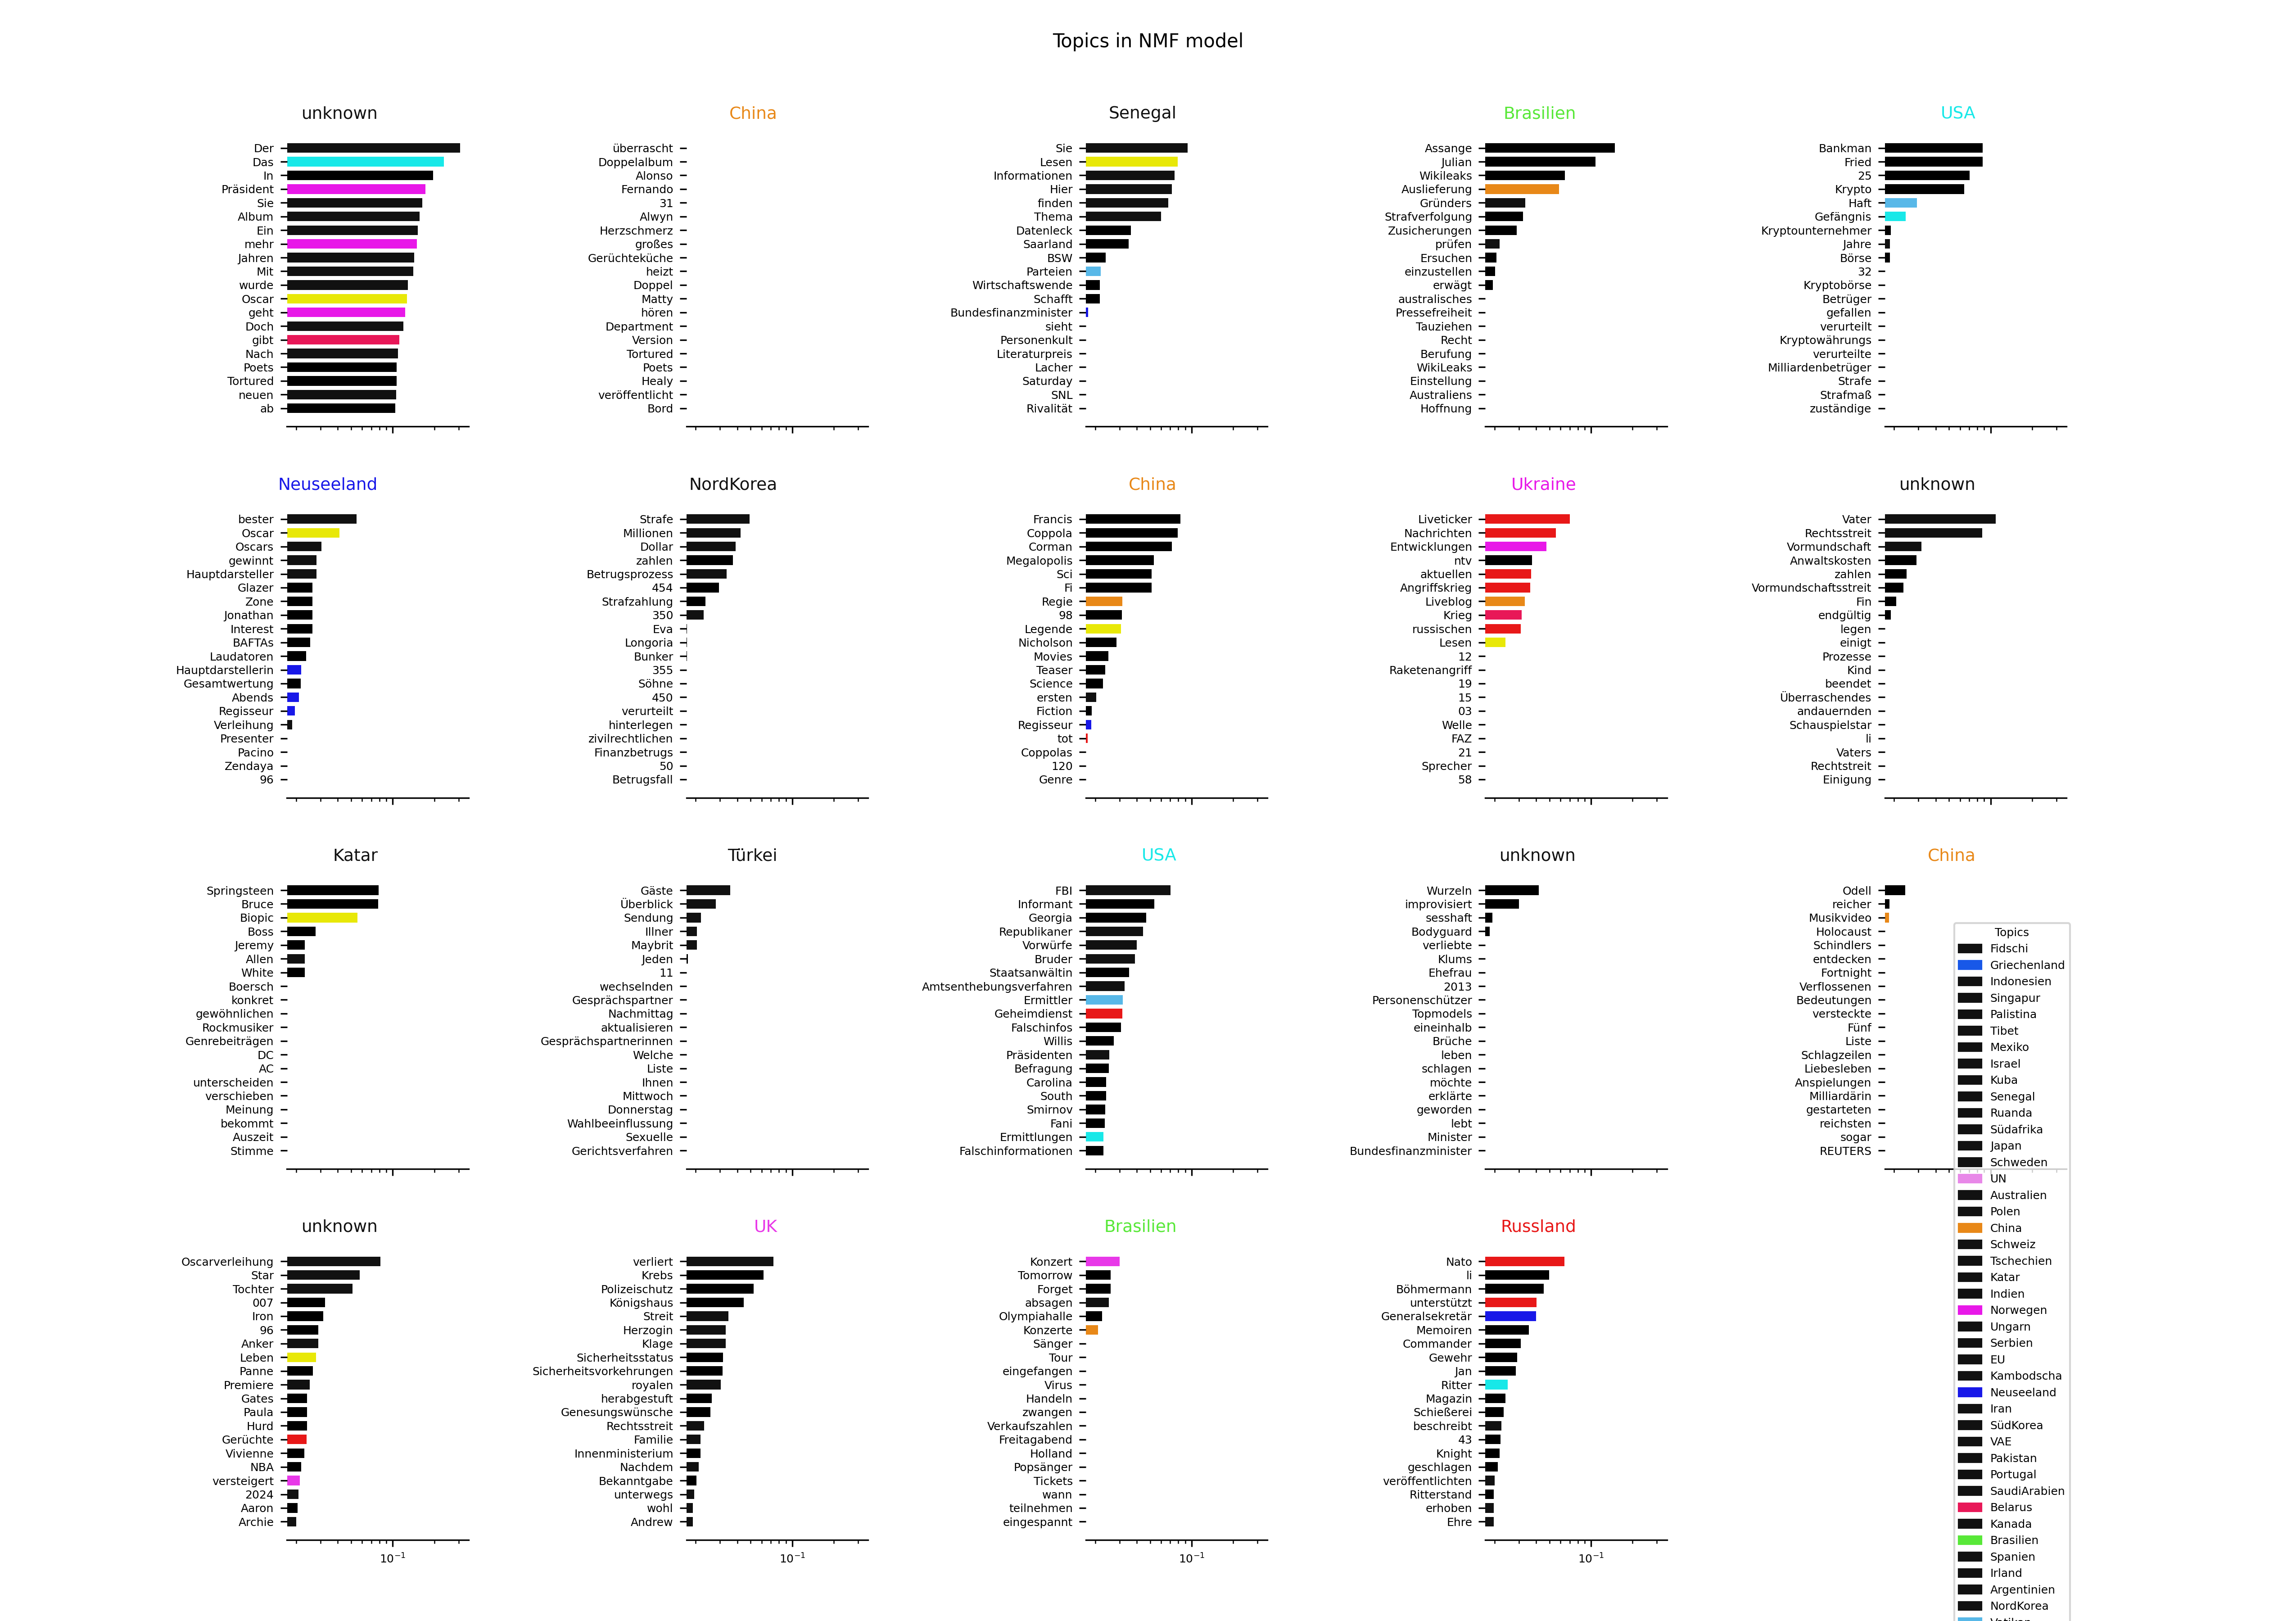 Topics in NMF model
unknown
Der
Das
In
Präsident
Sie
Album
Ein
mehr
Jahren
Mit
wurde
Oscar
geht
Doch
gibt
Nach
Poets
Tortured
neuen
ab
China
überrascht
Doppelalbum
Alonso
Fernando
31
Alwyn
Herzschmerz
großes
Gerüchteküche
heizt
Doppel
Matty
hören
Department
Version
Tortured
Poets
Healy
veröffentlicht
Bord
Senegal
Sie
Lesen
Informationen
Hier
finden
Thema
Datenleck
Saarland
BSW
Parteien
Wirtschaftswende
Schafft
Bundesfinanzminister
sieht
Personenkult
Literaturpreis
Lacher
Saturday
SNL
Rivalität
Brasilien
Assange
Julian
Wikileaks
Auslieferung
Gründers
Strafverfolgung
Zusicherungen
prüfen
Ersuchen
einzustellen
erwägt
australisches
Pressefreiheit
Tauziehen
Recht
Berufung
WikiLeaks
Einstellung
Australiens
Hoffnung
USA
Bankman
Fried
25
Krypto
Haft
Gefängnis
Kryptounternehmer
Jahre
Börse
32
Kryptobörse
Betrüger
gefallen
verurteilt
Kryptowährungs
verurteilte
Milliardenbetrüger
Strafe
Strafmaß
zuständige
Neuseeland
bester
Oscar
Oscars
gewinnt
Hauptdarsteller
Glazer
Zone
Jonathan
Interest
BAFTAs
Laudatoren
Hauptdarstellerin
Gesamtwertung
Abends
Regisseur
Verleihung
Presenter
Pacino
Zendaya
96
NordKorea
Strafe
Millionen
Dollar
zahlen
Betrugsprozess
454
Strafzahlung
350
Eva
Longoria
Bunker
355
Söhne
450
verurteilt
hinterlegen
zivilrechtlichen
Finanzbetrugs
50
Betrugsfall
China
Francis
Coppola
Corman
Megalopolis
Sci
Fi
Regie
98
Legende
Nicholson
Movies
Teaser
Science
ersten
Fiction
Regisseur
tot
Coppolas
120
Genre
Ukraine
Liveticker
Nachrichten
Entwicklungen
ntv
aktuellen
Angriffskrieg
Liveblog
Krieg
russischen
Lesen
12
Raketenangriff
19
15
03
Welle
FAZ
21
Sprecher
58
unknown
Vater
Rechtsstreit
Vormundschaft
Anwaltskosten
zahlen
Vormundschaftsstreit
Fin
endgültig
legen
einigt
Prozesse
Kind
beendet
Überraschendes
andauernden
Schauspielstar
li
Vaters
Rechtstreit
Einigung
Katar
Springsteen
Bruce
Biopic
Boss
Jeremy
Allen
White
Boersch
konkret
gewöhnlichen
Rockmusiker
Genrebeiträgen
DC
AC
unterscheiden
verschieben
Meinung
bekommt
Auszeit
Stimme
Türkei
Gäste
Überblick
Sendung
Illner
Maybrit
Jeden
11
wechselnden
Gesprächspartner
Nachmittag
aktualisieren
Gesprächspartnerinnen
Welche
Liste
Ihnen
Mittwoch
Donnerstag
Wahlbeeinflussung
Sexuelle
Gerichtsverfahren
USA
FBI
Informant
Georgia
Republikaner
Vorwürfe
Bruder
Staatsanwältin
Amtsenthebungsverfahren
Ermittler
Geheimdienst
Falschinfos
Willis
Präsidenten
Befragung
Carolina
South
Smirnov
Fani
Ermittlungen
Falschinformationen
unknown
Wurzeln
improvisiert
sesshaft
Bodyguard
verliebte
Klums
Ehefrau
2013
Personenschützer
Topmodels
eineinhalb
Brüche
leben
schlagen
möchte
erklärte
geworden
lebt
Minister
Bundesfinanzminister
China
Odell
reicher
Musikvideo
Holocaust
Schindlers
entdecken
Fortnight
Verflossenen
Bedeutungen
versteckte
Fünf
Liste
Schlagzeilen
Liebesleben
Anspielungen
Milliardärin
gestarteten
reichsten
sogar
REUTERS
unknown
Oscarverleihung
Star
Tochter
007
Iron
96
Anker
Leben
Panne
Premiere
Gates
Paula
Hurd
Gerüchte
Vivienne
NBA
versteigert
2024
Aaron
Archie
10⁻¹
UK
verliert
Krebs
Polizeischutz
Königshaus
Streit
Herzogin
Klage
Sicherheitsstatus
Sicherheitsvorkehrungen
royalen
herabgestuft
Genesungswünsche
Rechtsstreit
Familie
Innenministerium
Nachdem
Bekanntgabe
unterwegs
wohl
Andrew
10⁻¹
Brasilien
Konzert
Tomorrow
Forget
absagen
Olympiahalle
Konzerte
Sänger
Tour
eingefangen
Virus
Handeln
zwangen
Verkaufszahlen
Freitagabend
Holland
Popsänger
Tickets
wann
teilnehmen
eingespannt
10⁻¹
Russland
Nato
li
Böhmermann
unterstützt
Generalsekretär
Memoiren
Commander
Gewehr
Jan
Ritter
Magazin
Schießerei
beschreibt
43
Knight
geschlagen
veröffentlichten
Ritterstand
erhoben
Ehre
10⁻¹
Topics
Fidschi
Griechenland
Indonesien
Singapur
Palistina
Tibet
Mexiko
Israel
Kuba
Senegal
Ruanda
Südafrika
Japan
Schweden
UN
Australien
Polen
China
Schweiz
Tschechien
Katar
Indien
Norwegen
Ungarn
Serbien
EU
Kambodscha
Neuseeland
Iran
SüdKorea
VAE
Pakistan
Portugal
SaudiArabien
Belarus
Kanada
Brasilien
Spanien
Irland
Argentinien
NordKorea